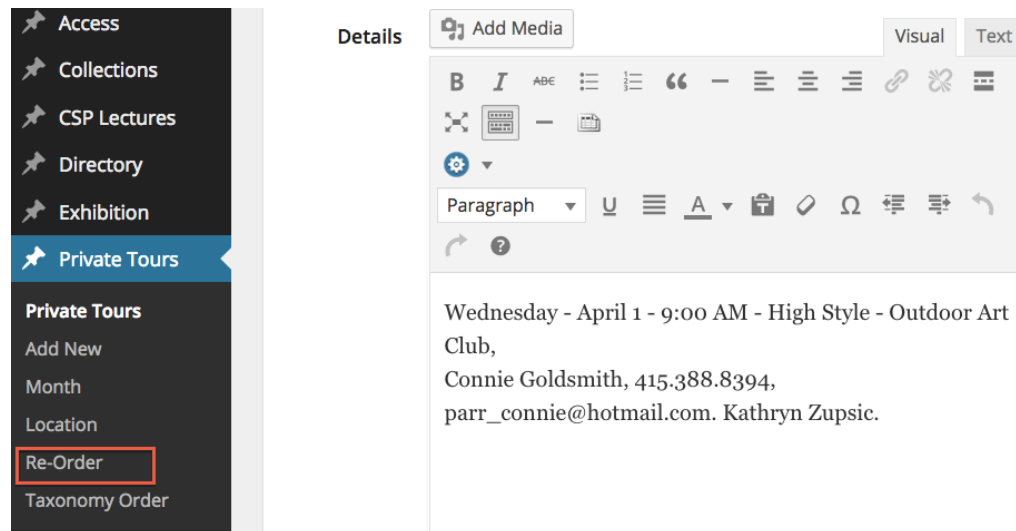 Access
Collections
CSP Lectures
Directory
Exhibition
Private Tours
Private Tours
Add New
Month
Location
Re-Order
Taxonomy Order
Details
Add Media
Visual Text
B I ABE
Paragraph U A T Ω ?
Wednesday - April 1 - 9:00 AM - High Style - Outdoor Art
Club,
Connie Goldsmith, 415.388.8394,
parr_connie@hotmail.com. Kathryn Zupsic.